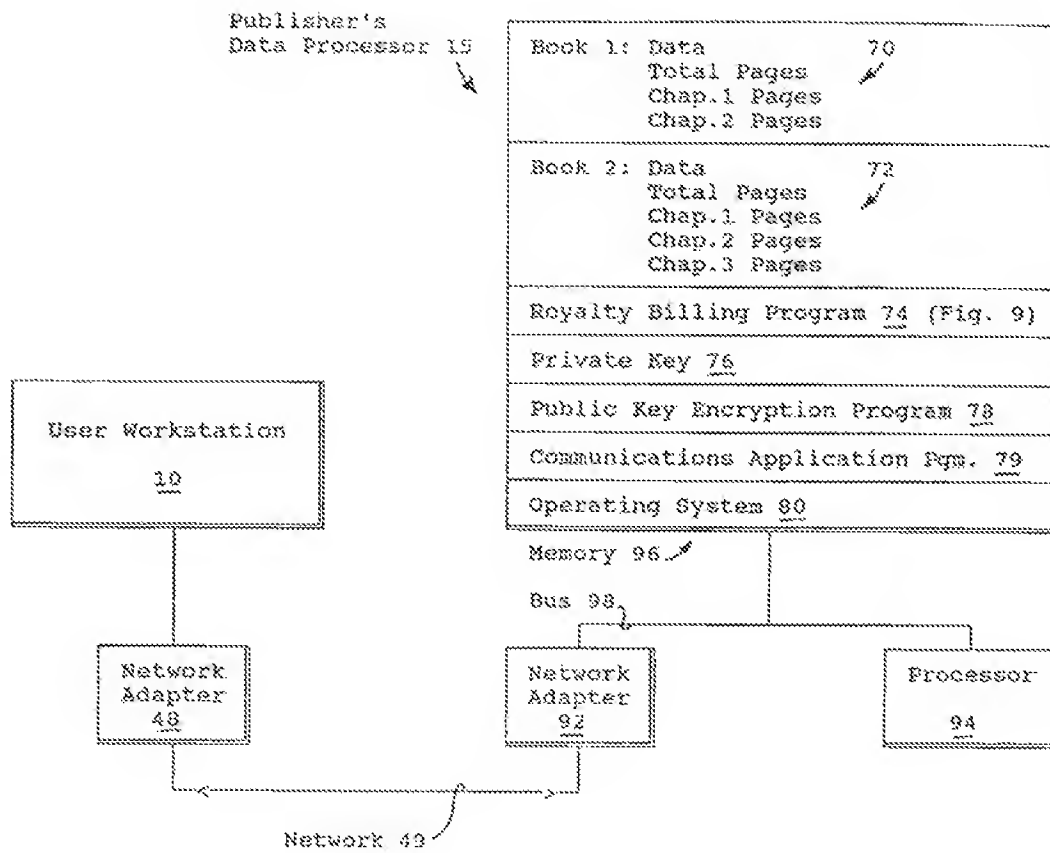 Publisher's
Data Processor 15
Book 1: Data 70
Total Pages
Chap.1 Pages
Chap.2 Pages
Book 2: Data 72
Total Pages
Chap.1 Pages
Chap.2 Pages
Chap.3 Pages
Royalty Billing Program 74 (Fig. 9)
Private Key 76
Public Key Encryption Program 78
Communications Application Pgm. 79
Operating System 80
User Workstation
10
Memory 96
Bus 98
Network
Adapter
48
Network
Adapter
92
Processor
94
Network 49